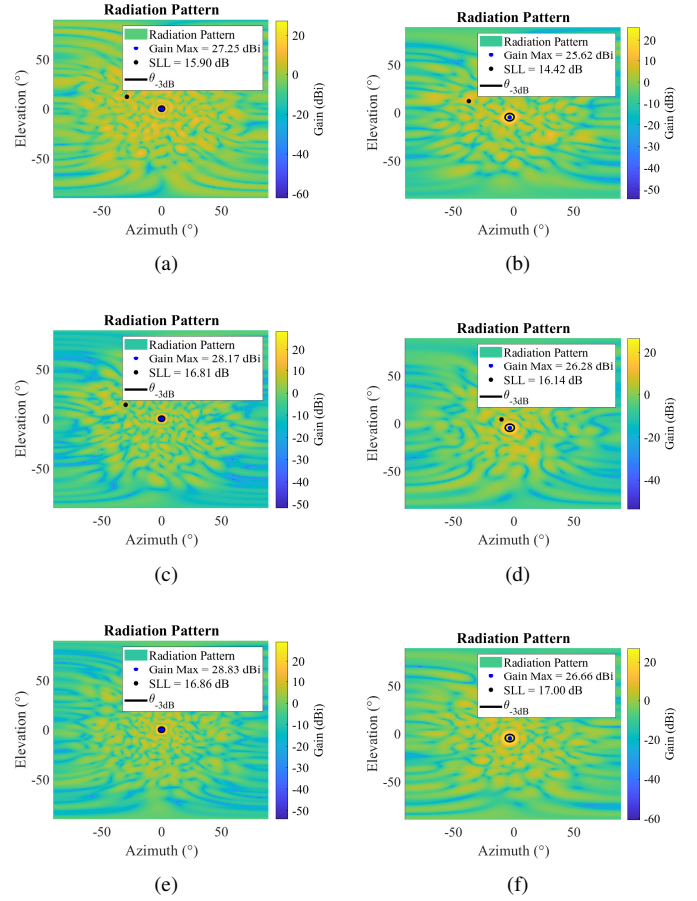 Radiation Pattern
Radiation Pattern
Gain Max = 27.25 dBi
SLL = 15.90 dB
θ-3dB
50
0
-50
Elevation (°)
-50
0
50
Azimuth (°)
20
0
-20
-40
-60
Gain (dBi)
(a)
Radiation Pattern
Radiation Pattern
Gain Max = 25.62 dBi
SLL = 14.42 dB
θ-3dB
50
0
-50
Elevation (°)
-50
0
50
Azimuth (°)
20
10
0
-10
-20
-30
-40
-50
Gain (dBi)
(b)
Radiation Pattern
Radiation Pattern
Gain Max = 28.17 dBi
SLL = 16.81 dB
θ-3dB
50
0
-50
Elevation (°)
-50
0
50
Azimuth (°)
20
10
0
-10
-20
-30
-40
-50
Gain (dBi)
(c)
Radiation Pattern
Radiation Pattern
Gain Max = 26.28 dBi
SLL = 16.14 dB
θ-3dB
50
0
-50
Elevation (°)
-50
0
50
Azimuth (°)
20
0
-20
-40
Gain (dBi)
(d)
Radiation Pattern
Radiation Pattern
Gain Max = 28.83 dBi
SLL = 16.86 dB
θ-3dB
50
0
-50
Elevation (°)
-50
0
50
Azimuth (°)
20
10
0
-10
-20
-30
-40
-50
Gain (dBi)
(e)
Radiation Pattern
Radiation Pattern
Gain Max = 26.66 dBi
SLL = 17.00 dB
θ-3dB
50
0
-50
Elevation (°)
-50
0
50
Azimuth (°)
20
0
-20
-40
-60
Gain (dBi)
(f)